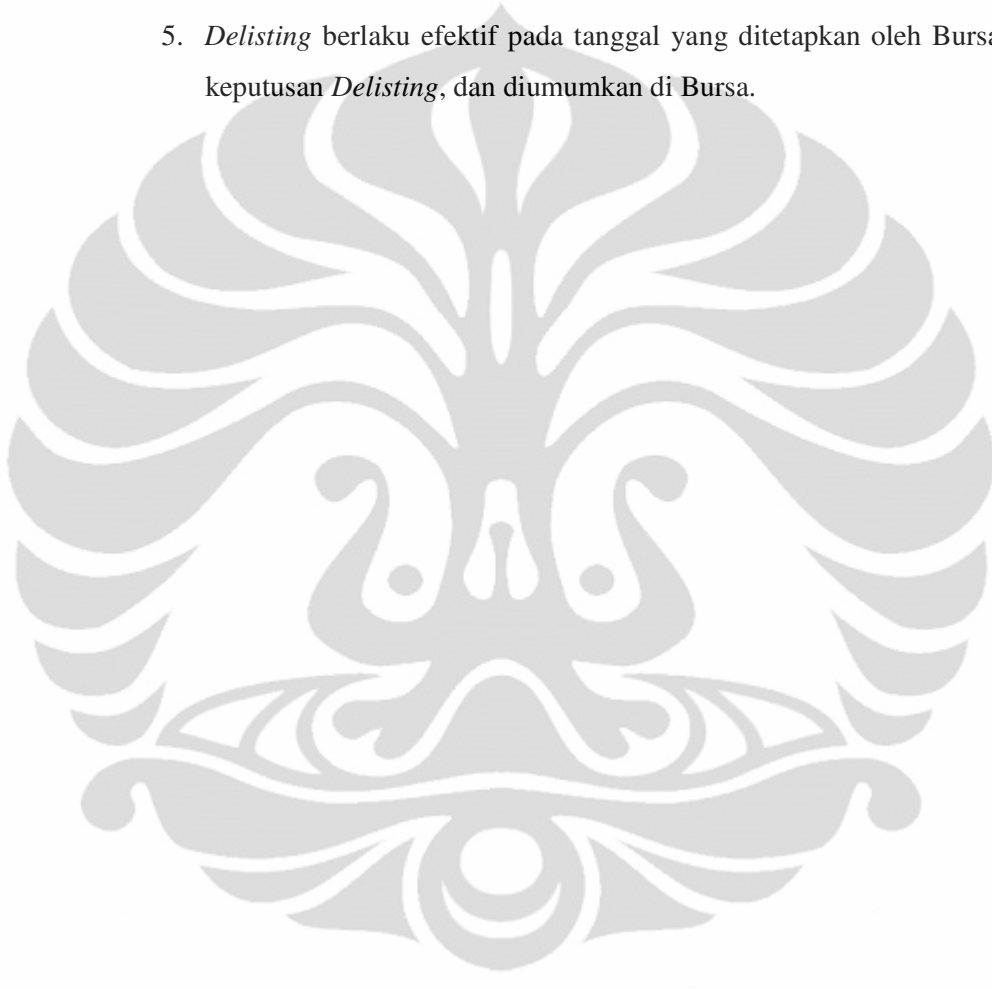 5. Delisting berlaku efektif pada tanggal yang ditetapkan oleh Bursa
keputusan Delisting, dan diumumkan di Bursa.